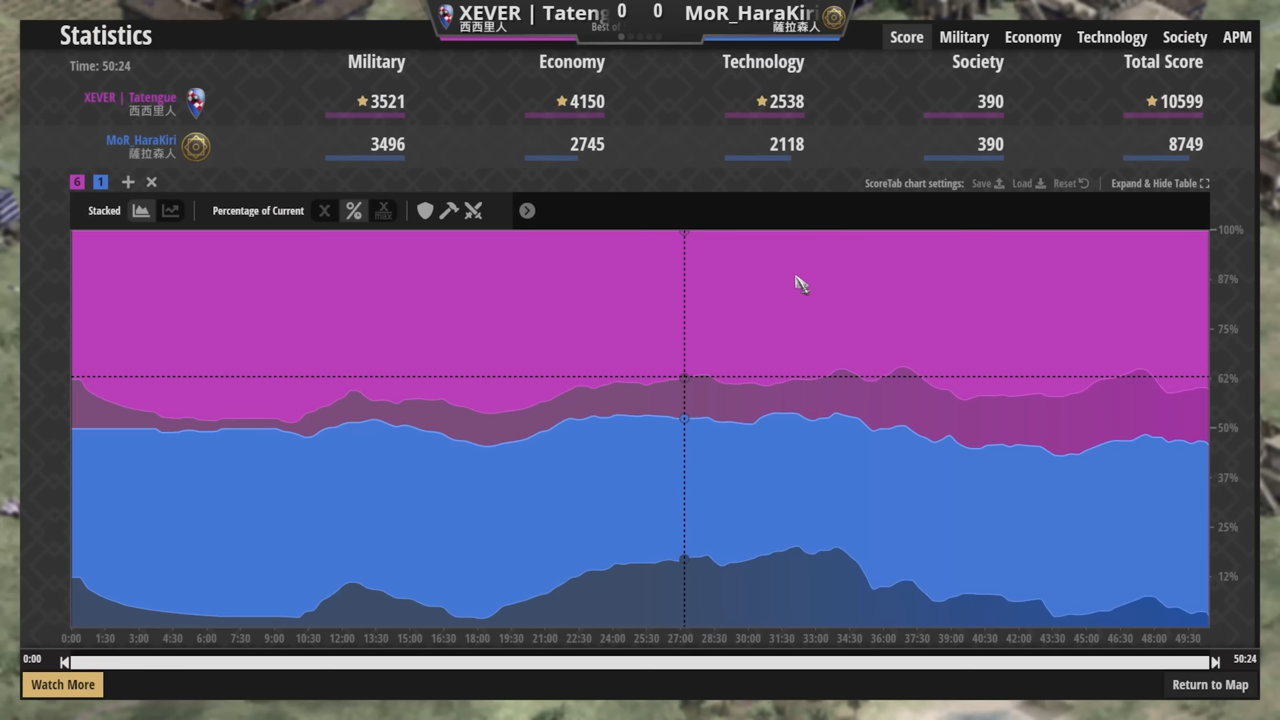 XEVER | Tateng 0 0 MoR_HaraKiri
西西里人 Best of 薩拉森人
Statistics
Score Military Economy Technology Society APM
Time: 50:24 Military Economy Technology Society Total Score
XEVER | Tatengue 3521 4150 2538 390 10599
西西里人
MoR_HaraKiri 3496 2745 2118 390 8749
薩拉森人
6 1 ScoreTab chart settings: Save Load Reset Expand & Hide Table
Stacked Percentage of Current X % X max
100%
87%
75%
62%
50%
37%
25%
12%
0:00 1:30 3:00 4:30 6:00 7:30 9:00 10:30 12:00 13:30 15:00 16:30 18:00 19:30 21:00 22:30 24:00 25:30 27:00 28:30 30:00 31:30 33:00 34:30 36:00 37:30 39:00 40:30 42:00 43:30 45:00 46:30 48:00 49:30
0:00 50:24
Watch More Return to Map